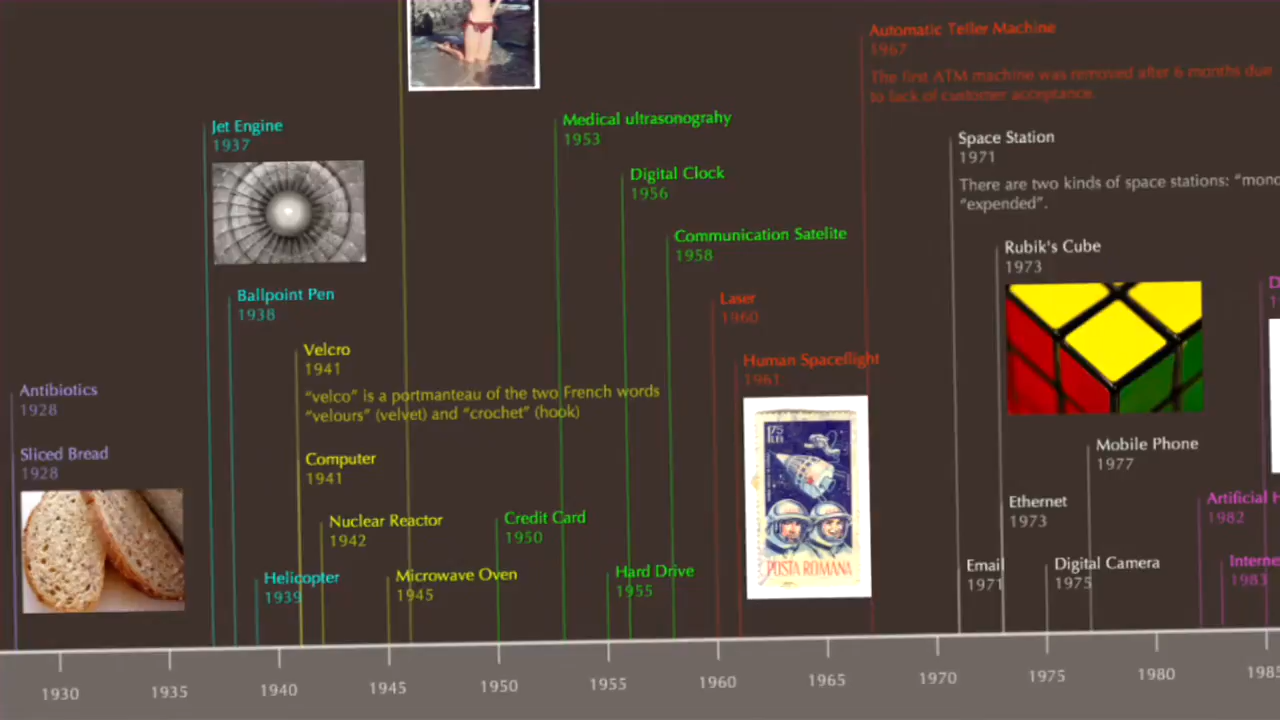 Automatic Teller Machine
1967
The first ATM machine was removed after 6 months due
to lack of customer acceptance.
Jet Engine
1937
Medical ultrasonograhy
1953
Space Station
1971
There are two kinds of space stations: “mono
“expended”.
Digital Clock
1956
Communication Satelite
1958
Rubik's Cube
1973
Ballpoint Pen
1938
Laser
1960
Velcro
1941
“velco” is a portmanteau of the two French words
“velours” (velvet) and “crochet” (hook)
Human Spaceflight
1961
Antibiotics
1928
175
Sliced Bread
1928
Computer
1941
Mobile Phone
1977
Nuclear Reactor
1942
Credit Card
1950
Ethernet
1973
Artificial H
1982
Helicopter
1939
Microwave Oven
1945
Hard Drive
1955
POSTA ROMANA
Email
1971
Digital Camera
1975
Interne
1983
1930 1935 1940 1945 1950 1955 1960 1965 1970 1975 1980 1985